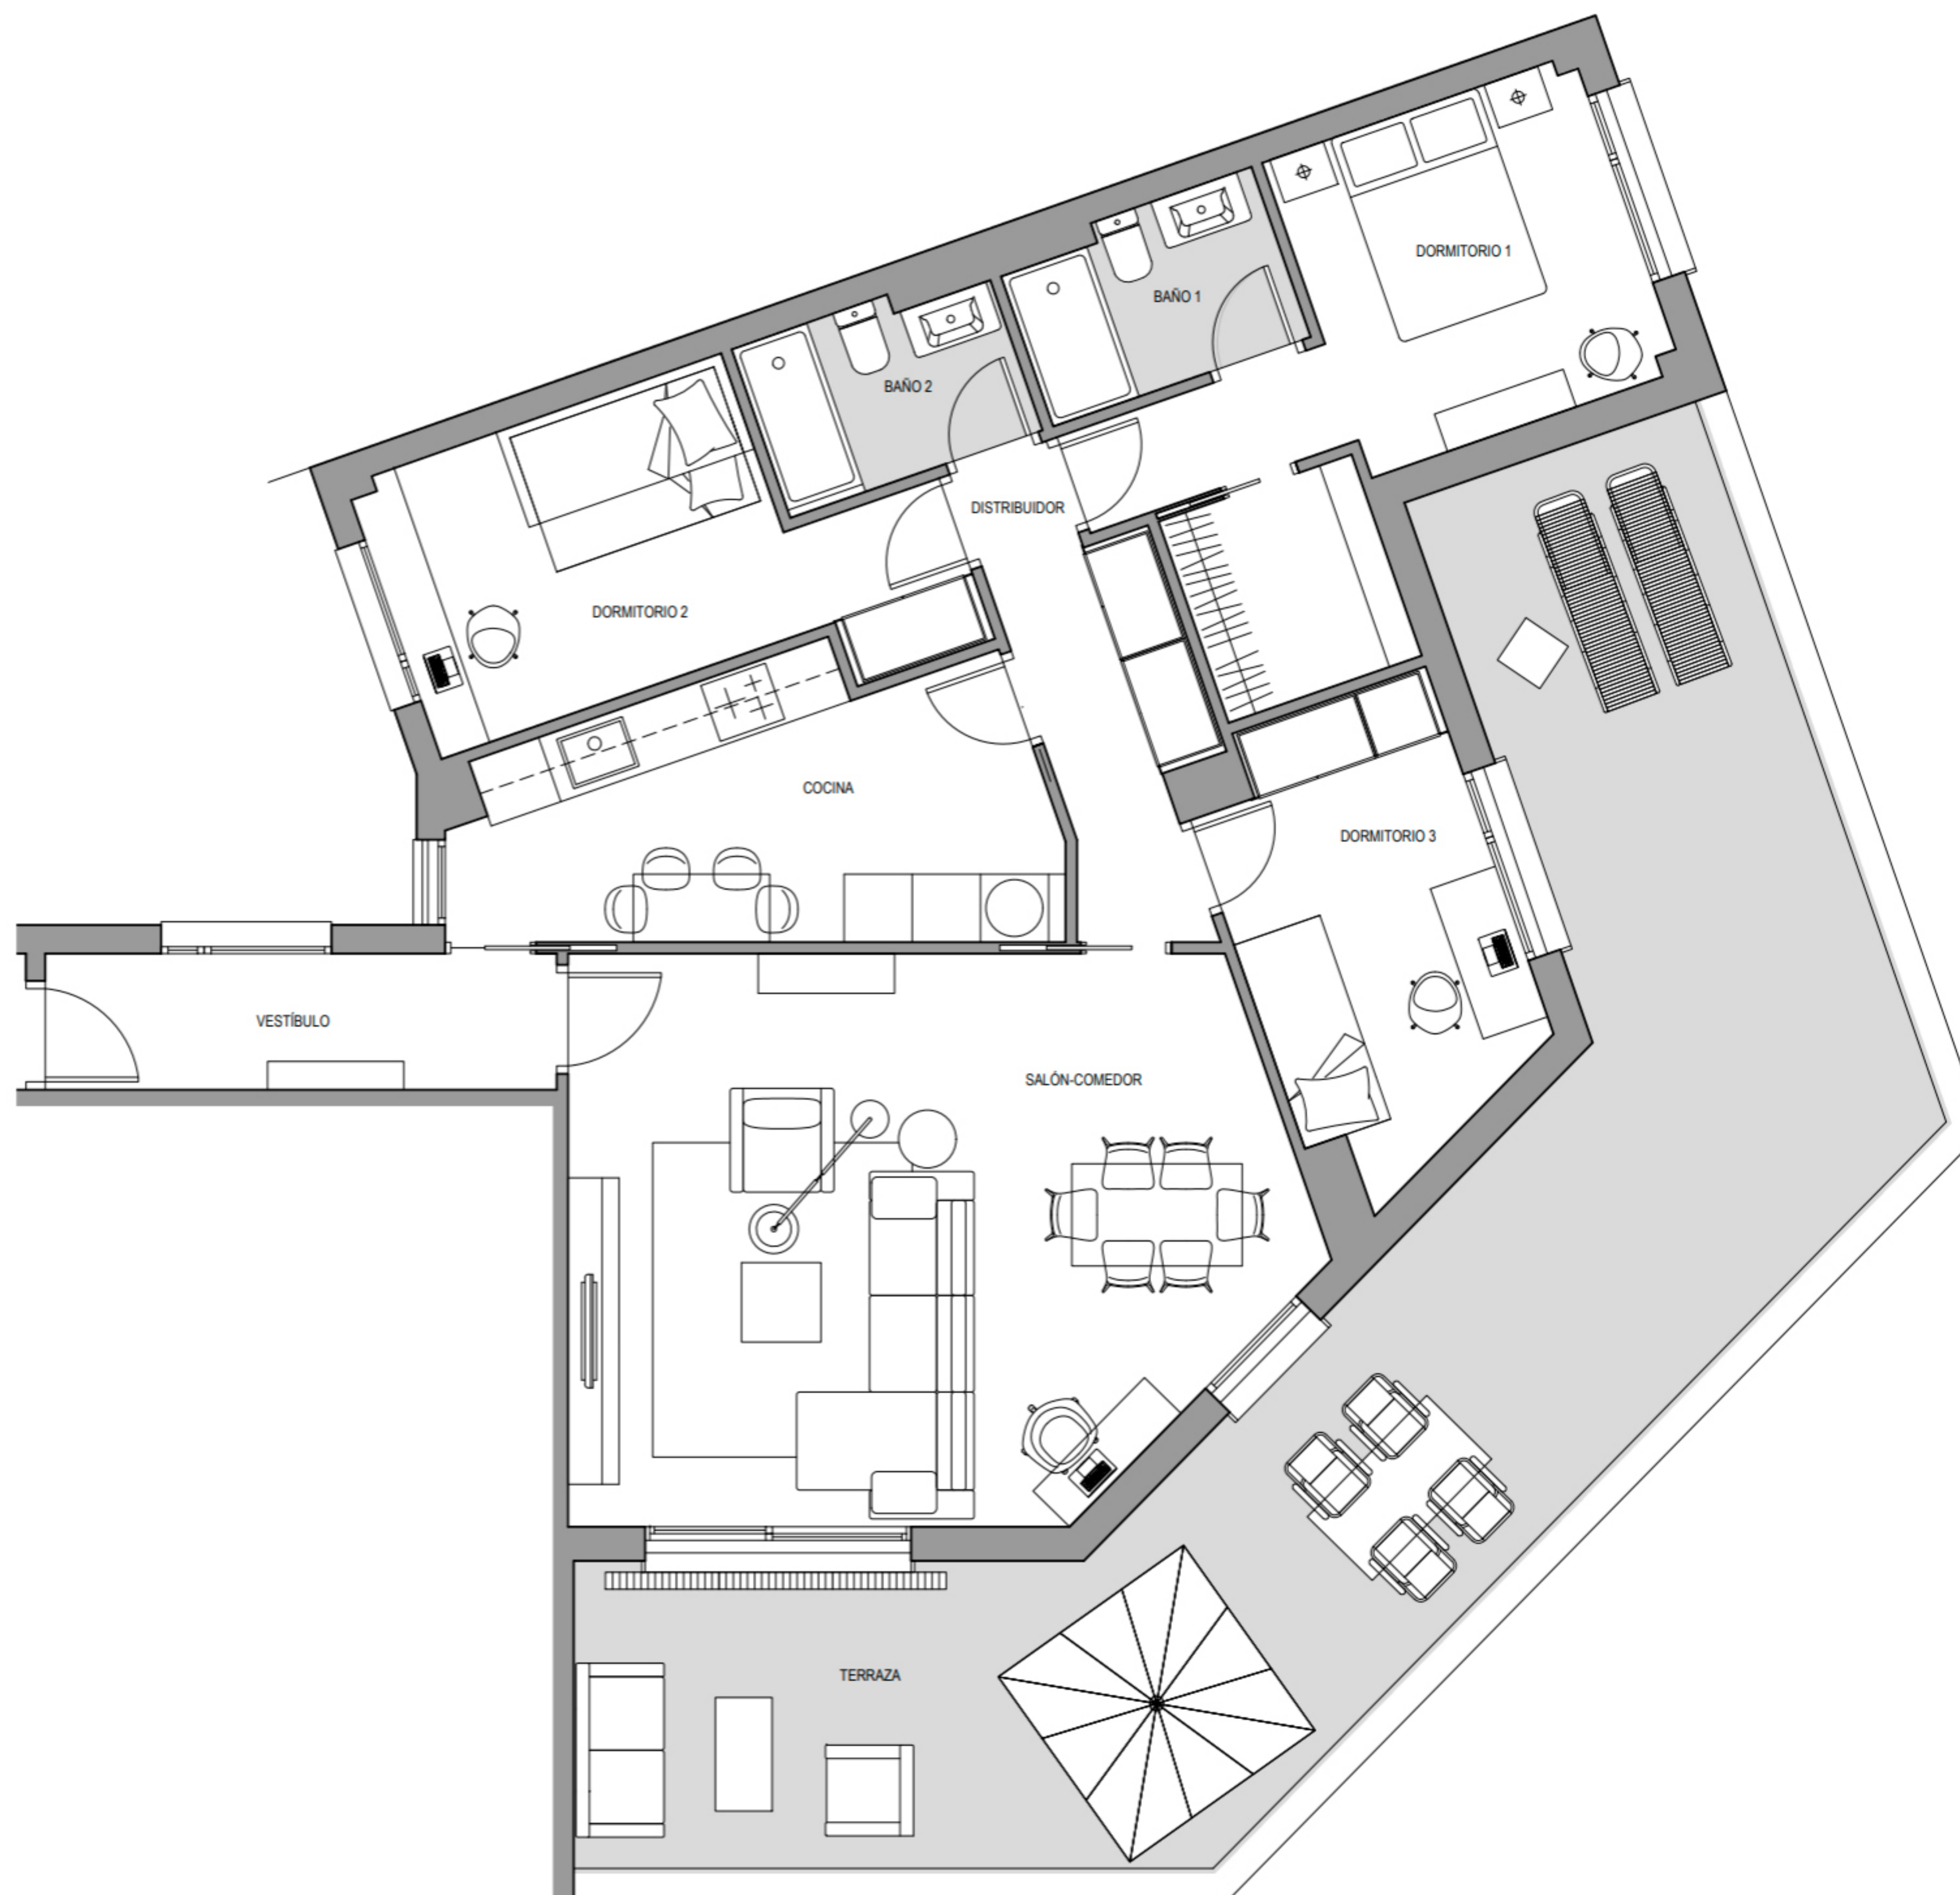 DORMITORIO 1
BAÑO 1
BAÑO 2
DISTRIBUIDOR
DORMITORIO 2
COCINA
DORMITORIO 3
VESTÍBULO
SALÓN-COMEDOR
TERRAZA